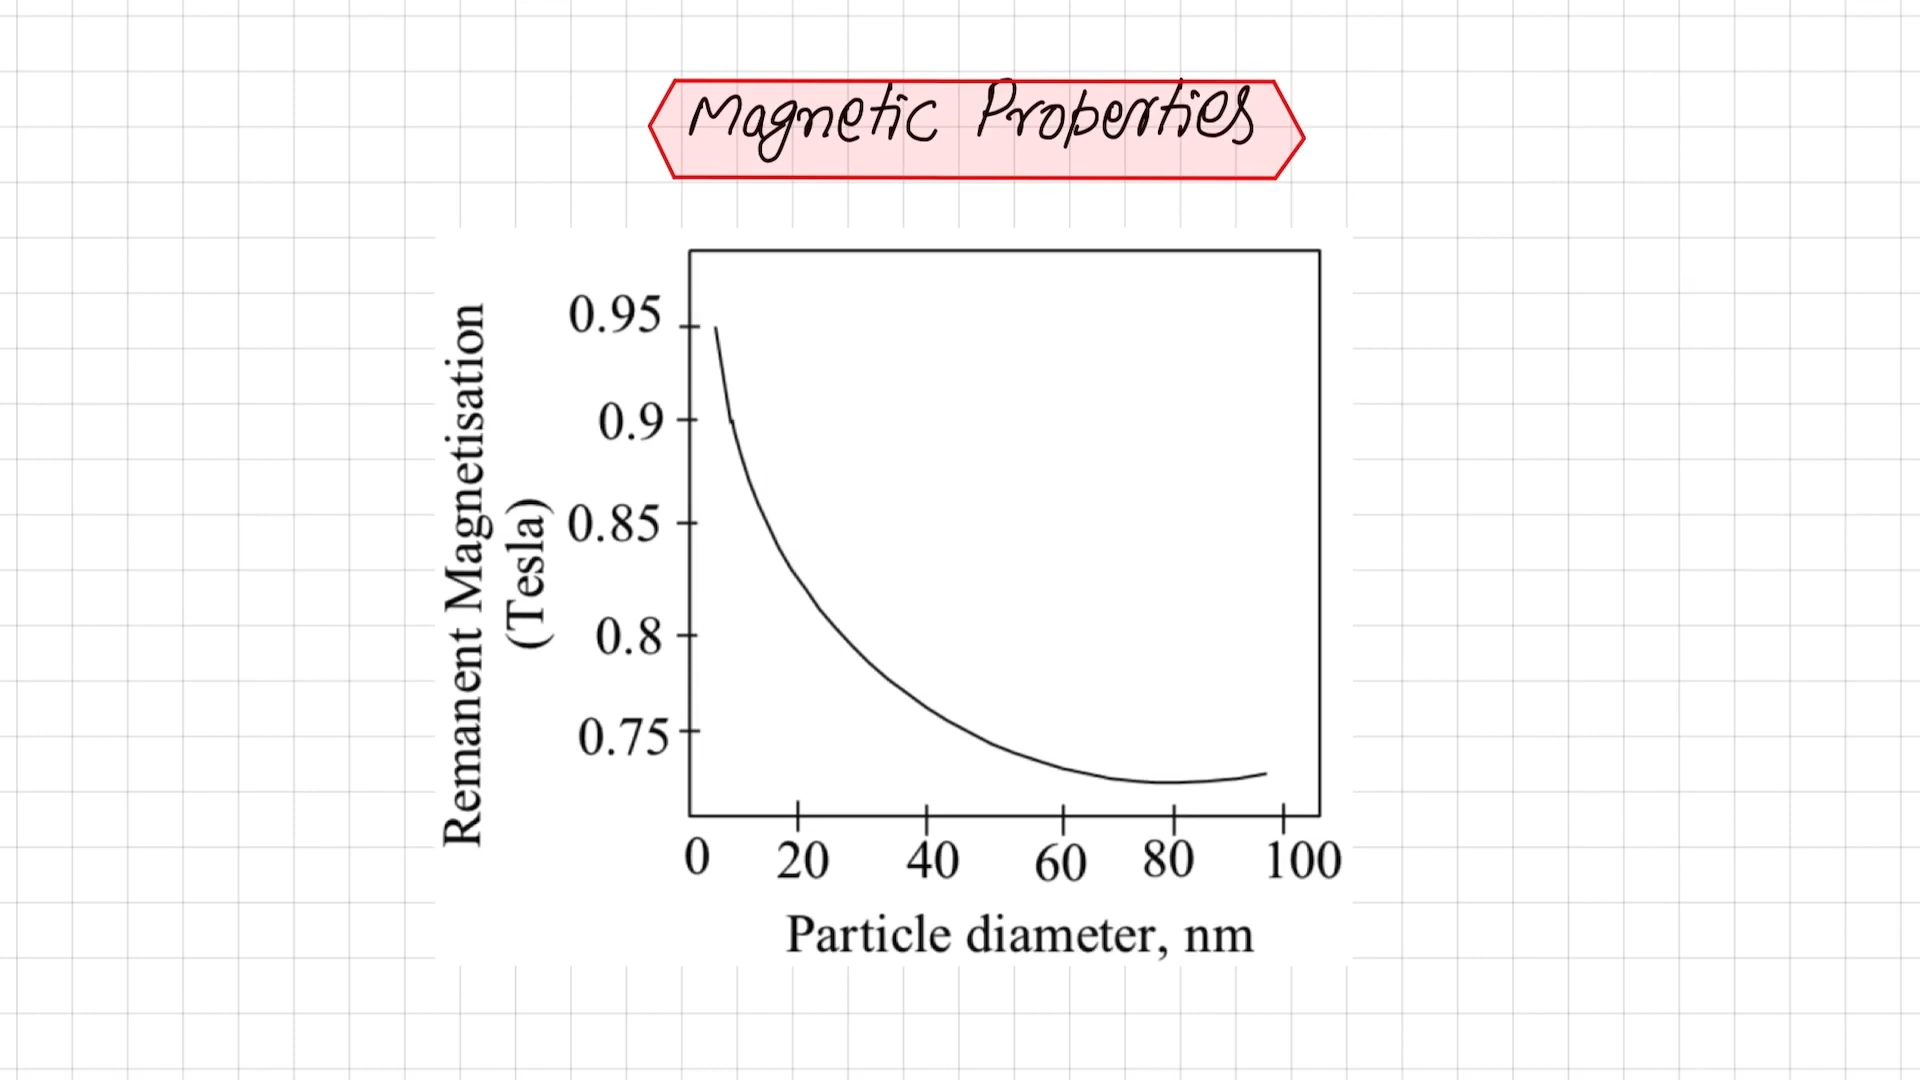 Magnetic Properties
Remanent Magnetisation
(Tesla)
0.95
0.9
0.85
0.8
0.75
0 20 40 60 80 100
Particle diameter, nm